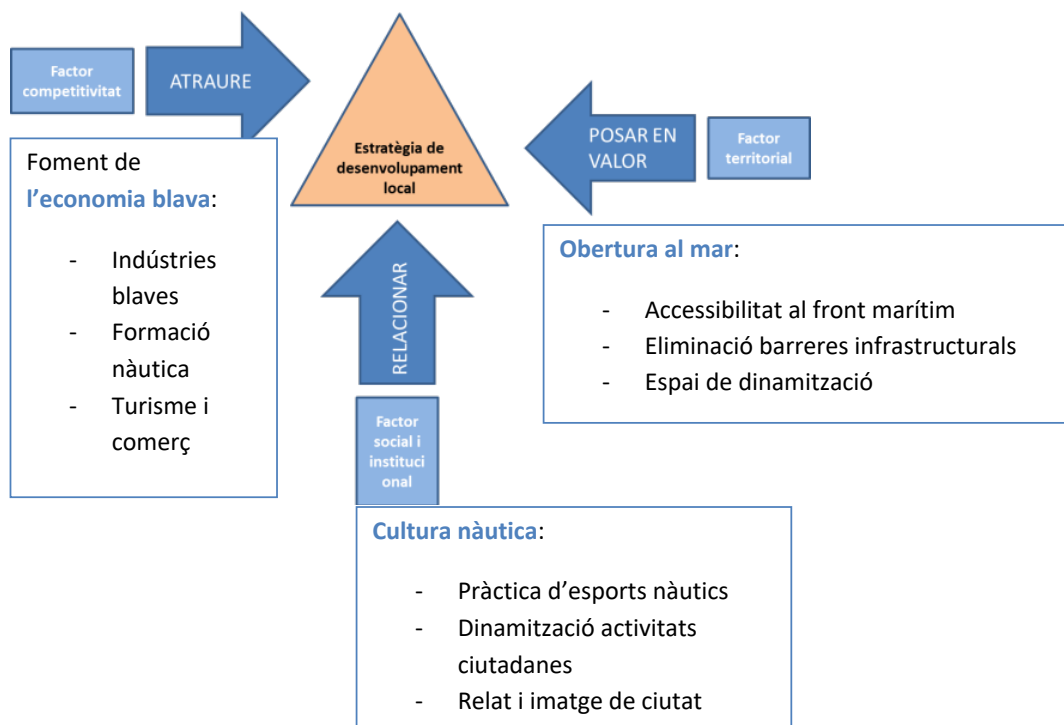 Factor
competitivitat
ATRAURE
Estratègia de
desenvolupament
local
POSAR EN
VALOR
Factor
territorial
Foment de
l’economia blava:
- Indústries
blaves
- Formació
nàutica
- Turisme i
comerç
Obertura al mar:
- Accessibilitat al front marítim
- Eliminació barreres infrastructurals
- Espai de dinamització
RELACIONAR
Factor
social i
instituci
onal
Cultura nàutica:
- Pràctica d’esports nàutics
- Dinamització activitats
ciutadanes
- Relat i imatge de ciutat